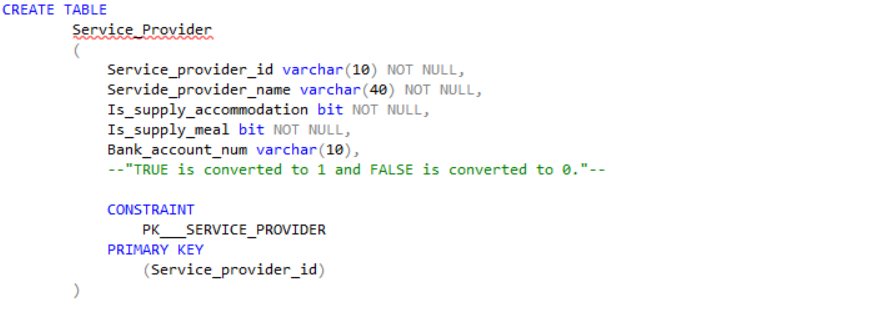 CREATE TABLE
Service_Provider
(
Service_provider_id varchar(10) NOT NULL,
Servide_provider_name varchar(40) NOT NULL,
Is_supply_accommodation bit NOT NULL,
Is_supply_meal bit NOT NULL,
Bank_account_num varchar(10),
--"TRUE is converted to 1 and FALSE is converted to 0."--
CONSTRAINT
PK___SERVICE_PROVIDER
PRIMARY KEY
(Service_provider_id)
)